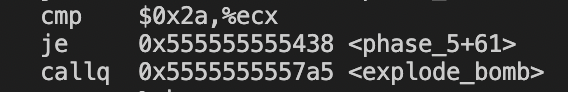 cmp    $0x2a,%ecx
je     0x555555555438 <phase_5+61>
callq  0x5555555557a5 <explode_bomb>